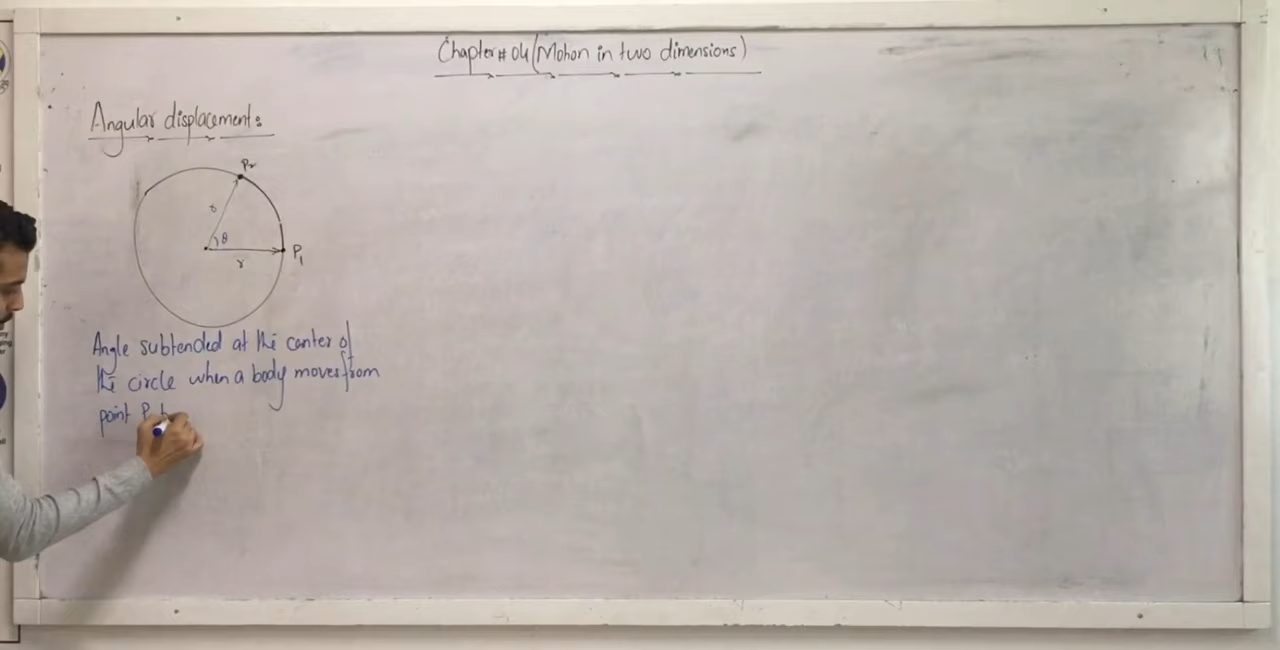 Chapter # 04 (Motion in two dimensions)
Angular displacement:
P2
r
θ
P1
r
Angle subtended at the center of
the circle when a body moves from
point P